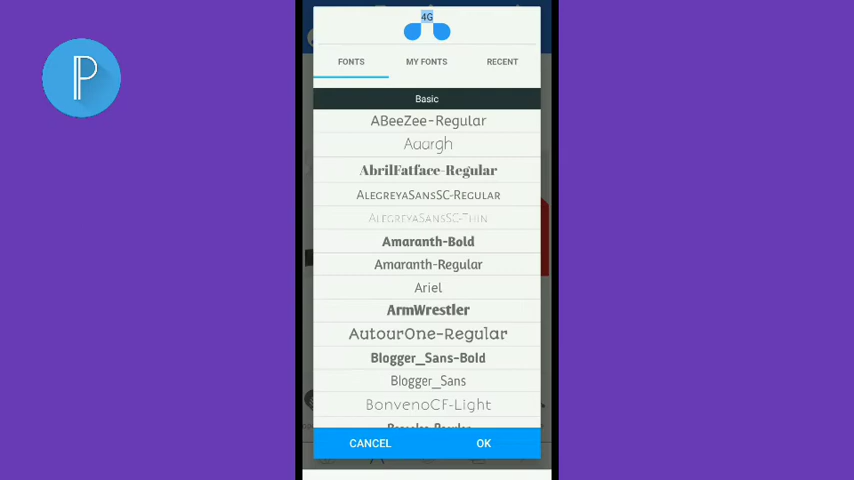 4G
FONTS
MY FONTS
RECENT
Basic
ABeeZee-Regular
Aaargh
AbrilFatface-Regular
AlegreyaSansSC-Regular
AlegreyaSansSC-Thin
Amaranth-Bold
Amaranth-Regular
Ariel
ArmWrestler
AutourOne-Regular
Blogger_Sans-Bold
Blogger_Sans
BonvenoCF-Light
CANCEL
OK